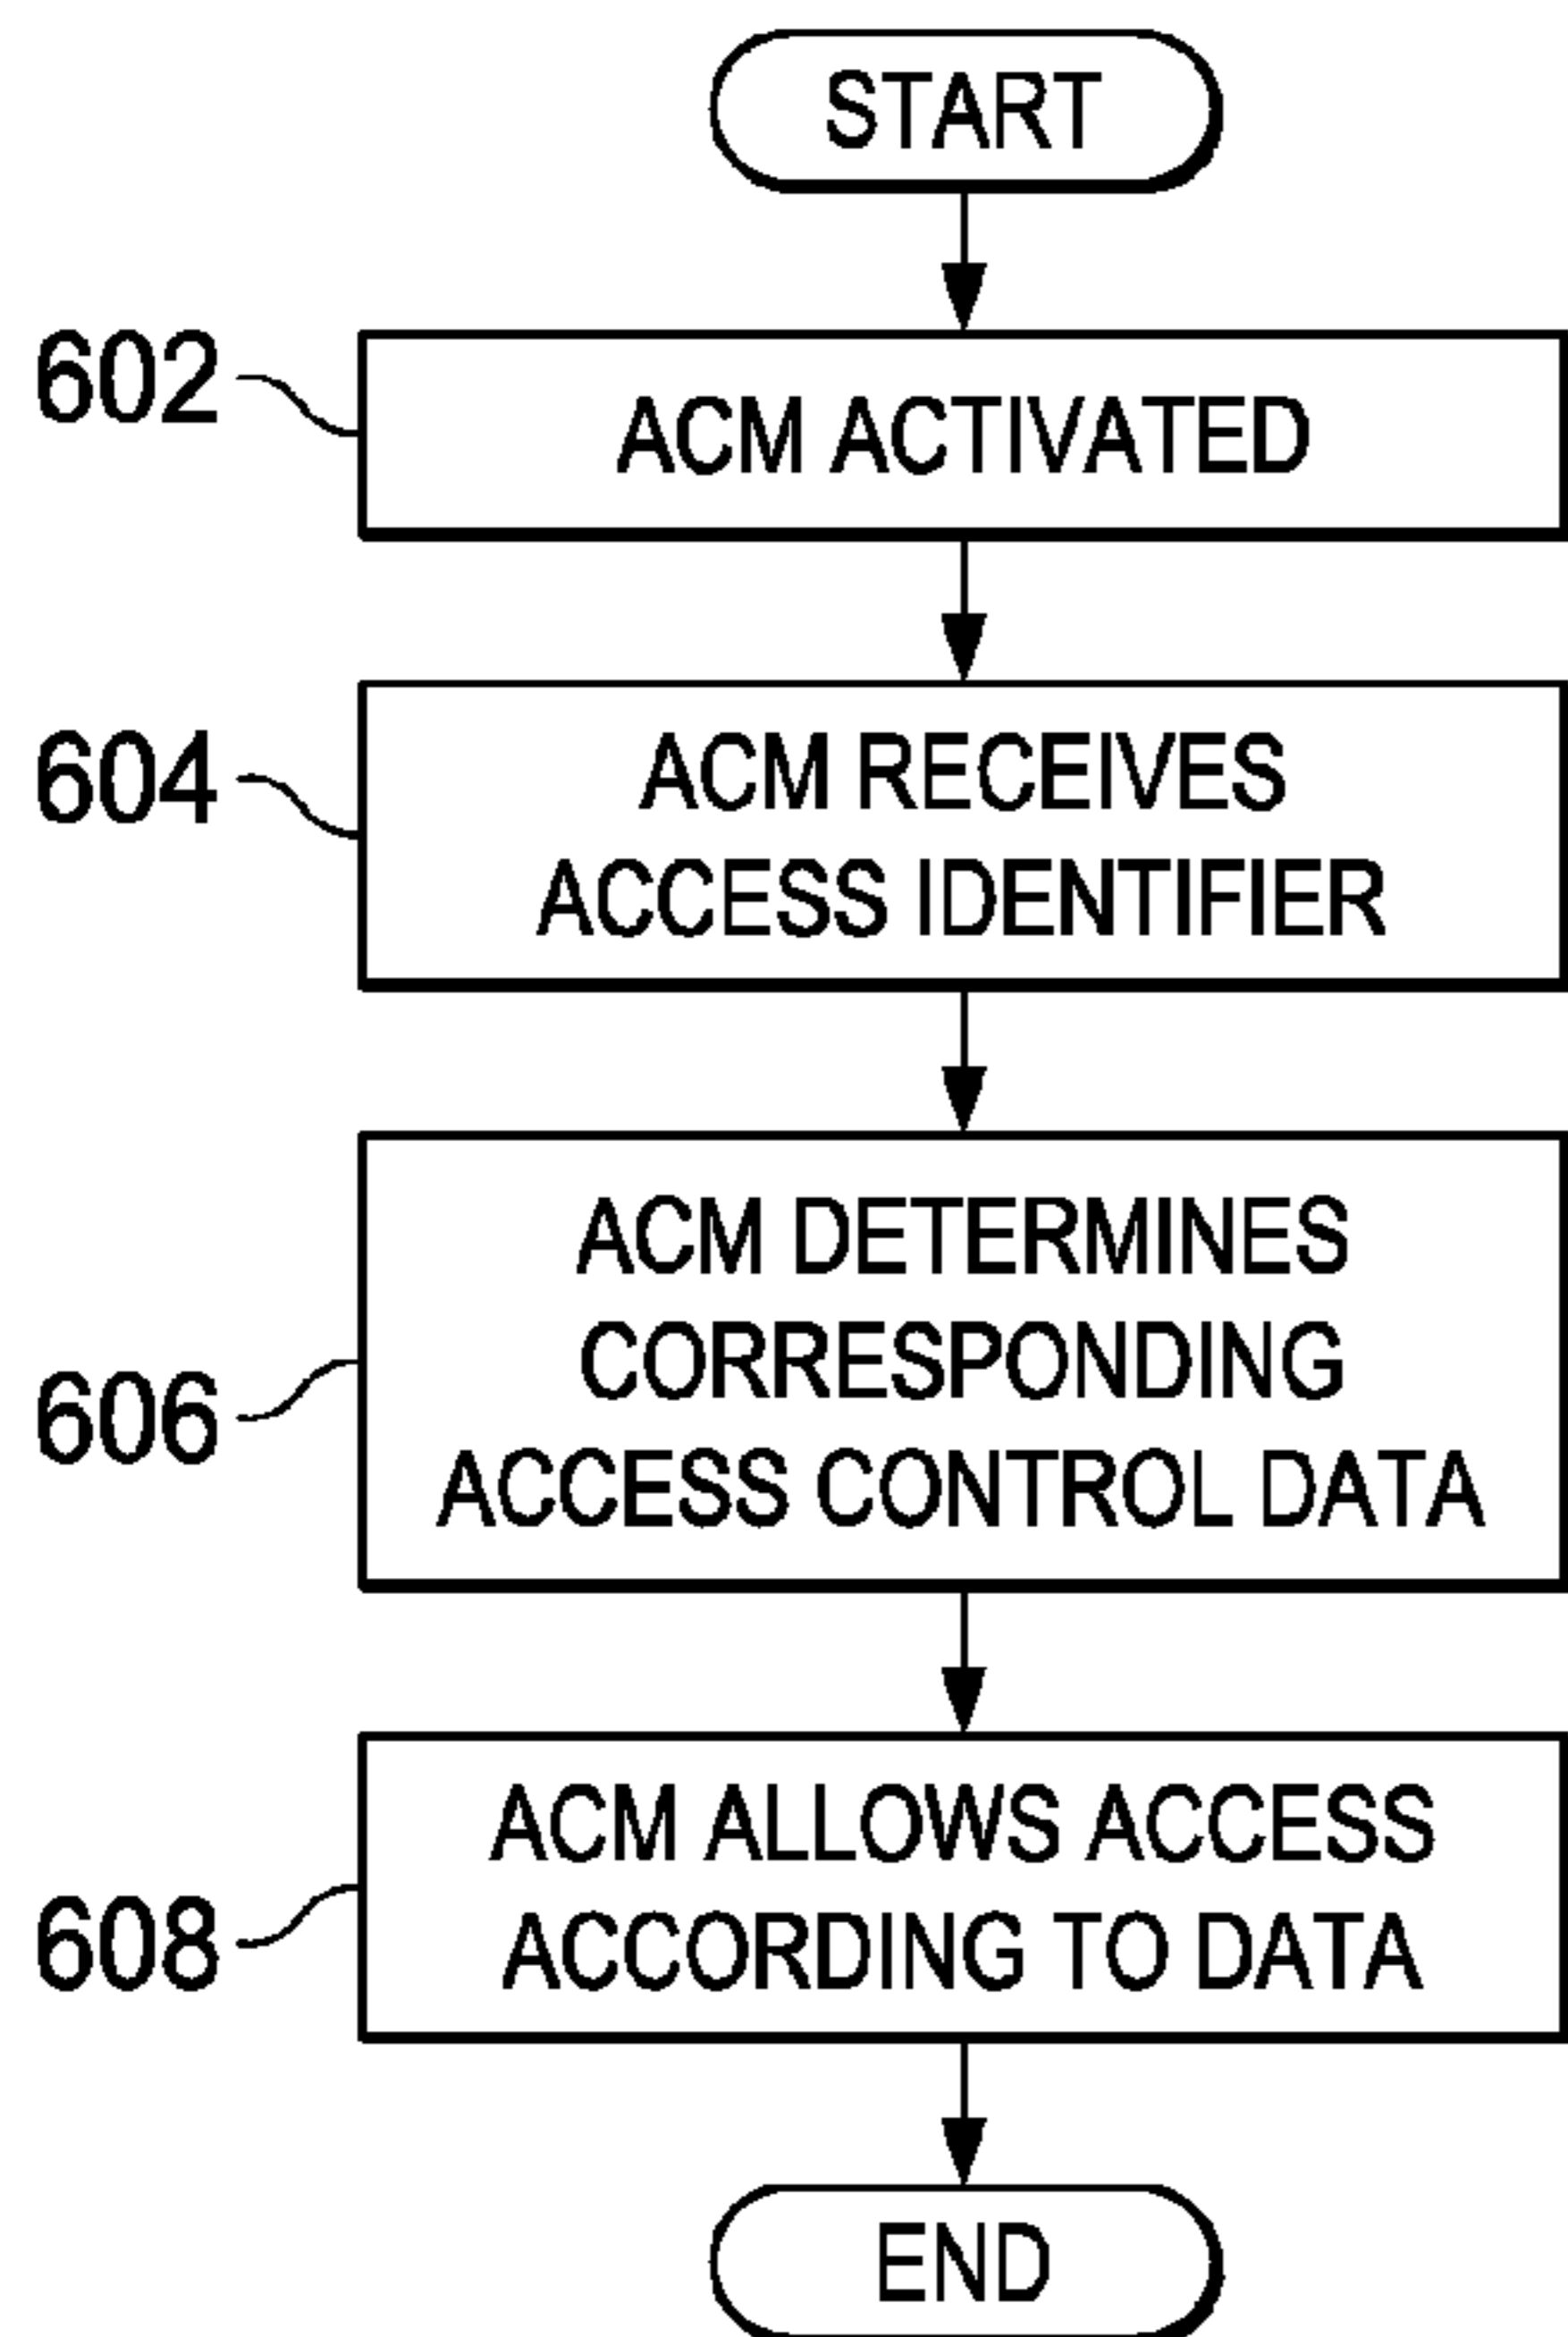 START
602
ACM ACTIVATED
604
ACM RECEIVES
ACCESS IDENTIFIER
606
ACM DETERMINES
CORRESPONDING
ACCESS CONTROL DATA
608
ACM ALLOWS ACCESS
ACCORDING TO DATA
END